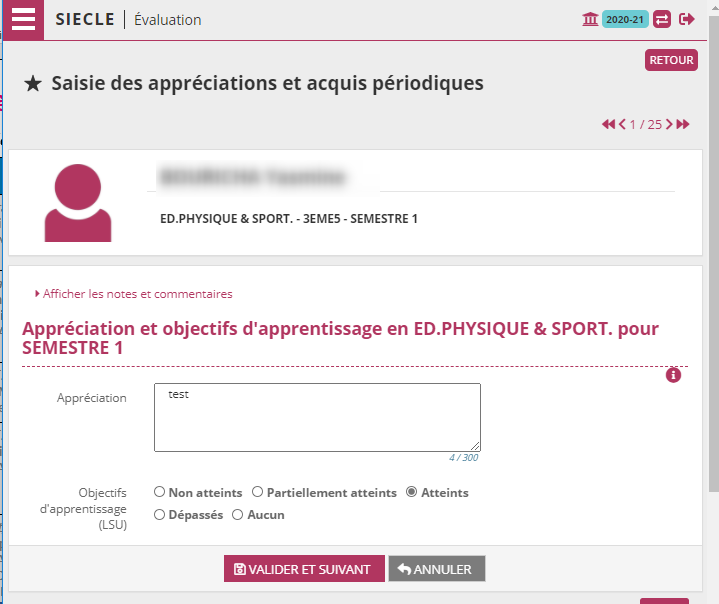 SIECLE | Évaluation
2020-21
RETOUR
★ Saisie des appréciations et acquis périodiques
1 / 25
ED.PHYSIQUE & SPORT. - 3EME5 - SEMESTRE 1
Afficher les notes et commentaires
Appréciation et objectifs d'apprentissage en ED.PHYSIQUE & SPORT. pour
SEMESTRE 1
Appréciation
test
4 / 300
Objectifs
d'apprentissage
(LSU)
Non atteints Partiellement atteints Atteints
Dépassés Aucun
VALIDER ET SUIVANT ANNULER